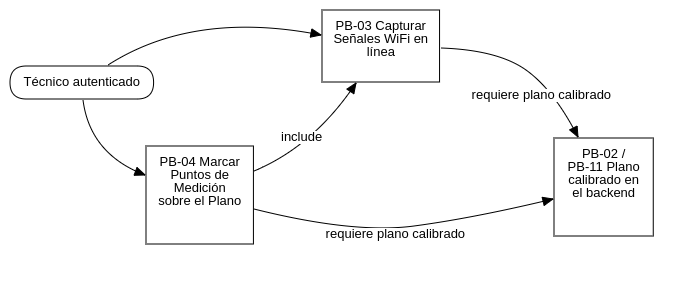 PB-03 Capturar
Señales WiFi en
línea
Técnico autenticado
requiere plano calibrado
include
PB-04 Marcar
Puntos de
Medición
sobre el Plano
PB-02 /
PB-11 Plano
calibrado en
el backend
requiere plano calibrado